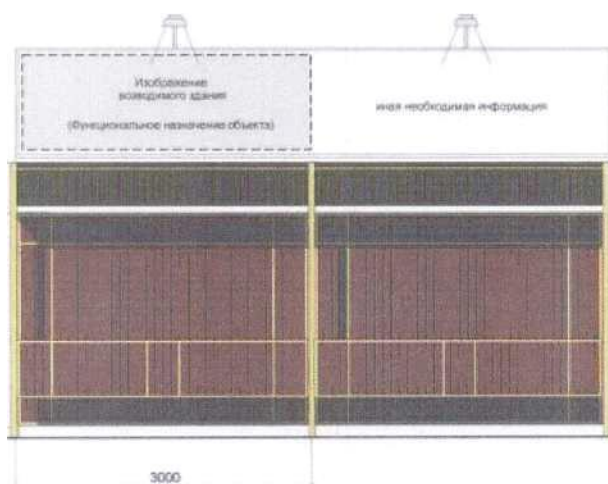 Изображение
возводимого здания
(Функциональное назначение объекта)
иная необходимая информация
3000